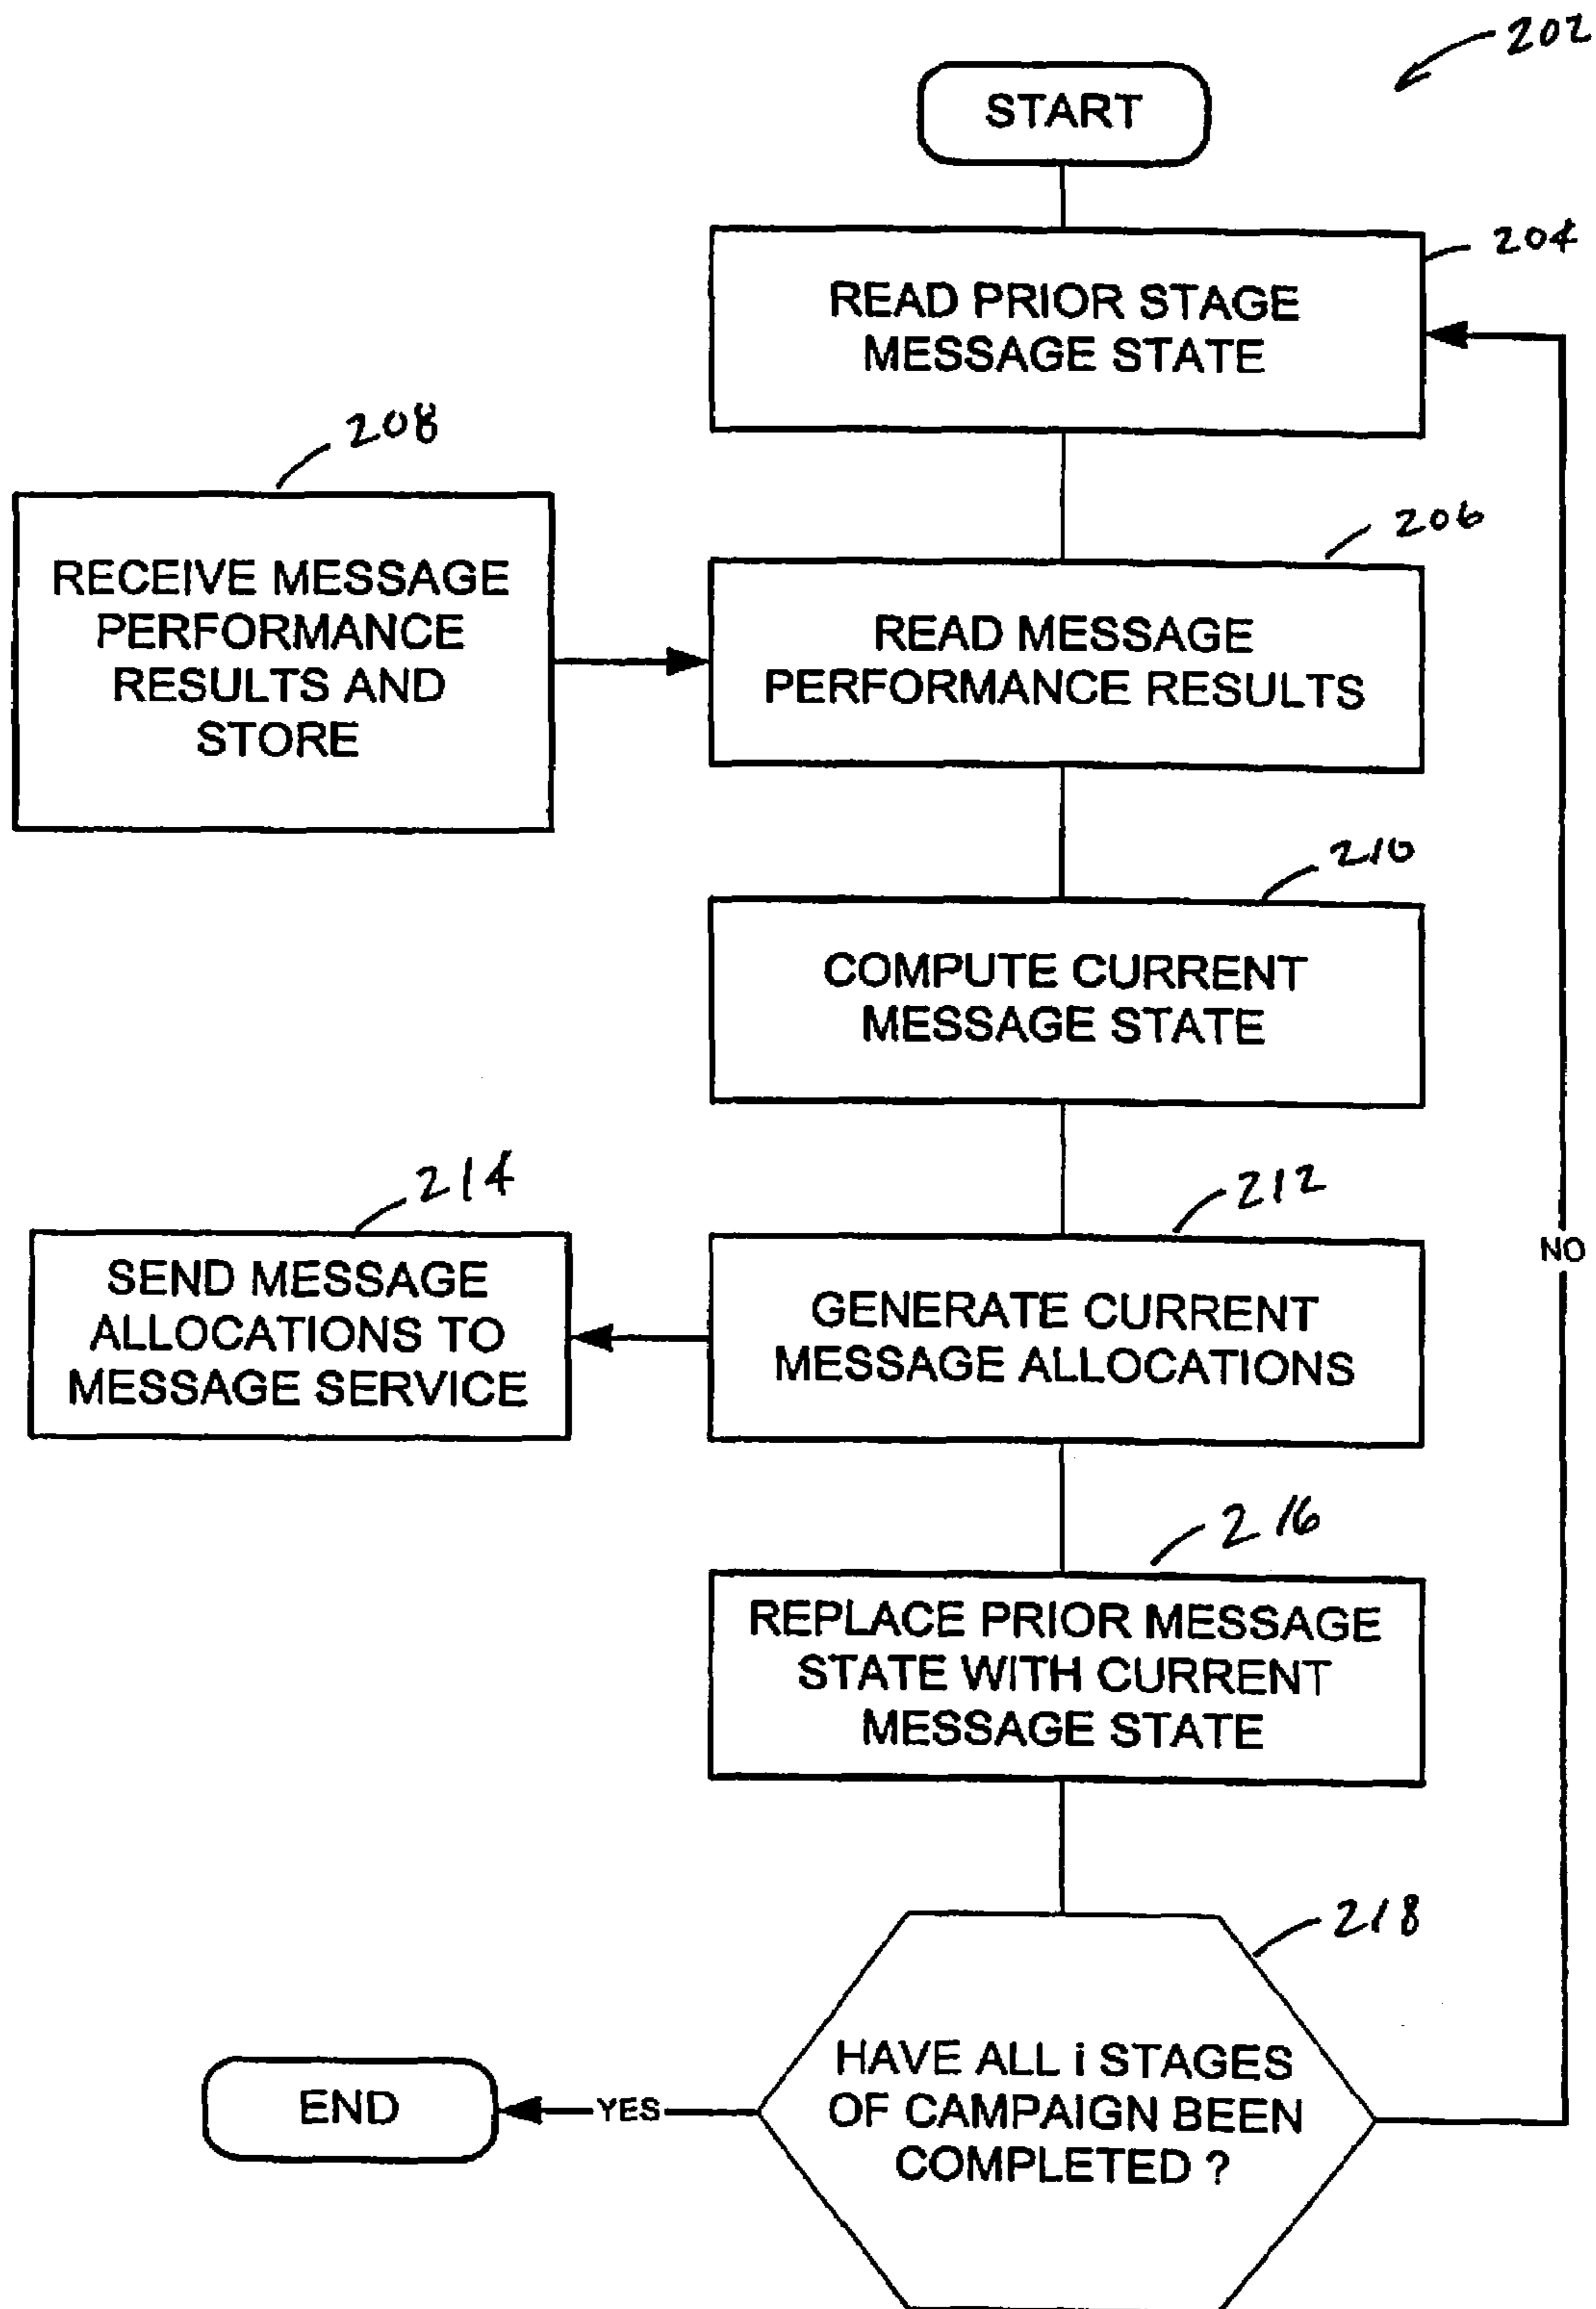 202
START
204
READ PRIOR STAGE
MESSAGE STATE
208
RECEIVE MESSAGE
PERFORMANCE
RESULTS AND
STORE
206
READ MESSAGE
PERFORMANCE RESULTS
210
COMPUTE CURRENT
MESSAGE STATE
214
SEND MESSAGE
ALLOCATIONS TO
MESSAGE SERVICE
212
GENERATE CURRENT
MESSAGE ALLOCATIONS
NO
216
REPLACE PRIOR MESSAGE
STATE WITH CURRENT
MESSAGE STATE
218
HAVE ALL i STAGES
OF CAMPAIGN BEEN
COMPLETED ?
YES
END